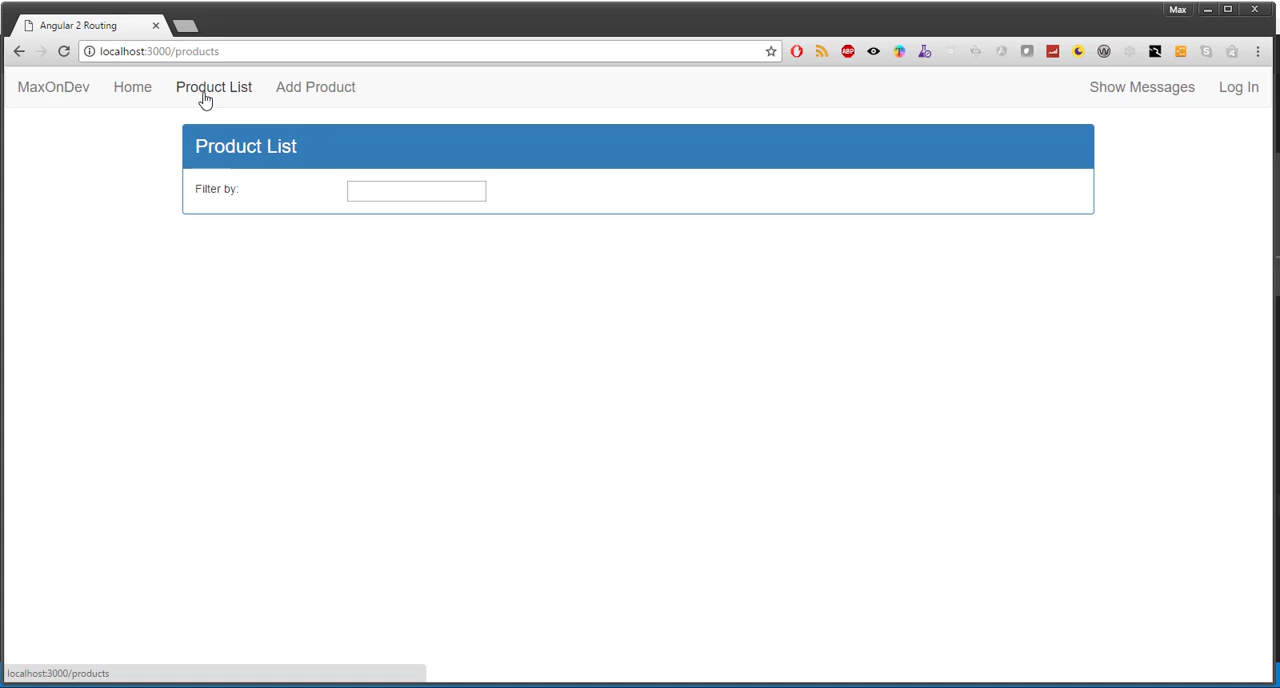 Max
Angular 2 Routing
localhost:3000/products
ABP
MaxOnDev Home Product List Add Product Show Messages Log In
Product List
Filter by:
localhost:3000/products